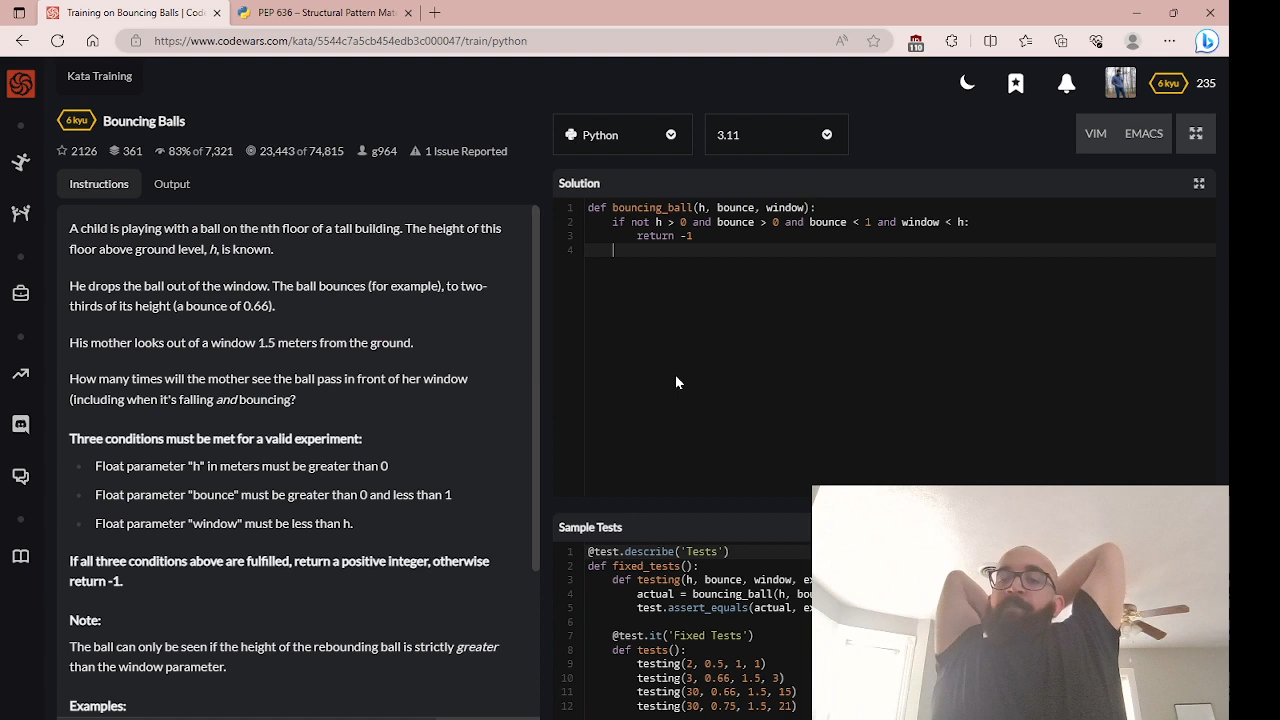 Training on Bouncing Balls | Cod
PEP 636 – Structural Pattern Mat
https://www.codewars.com/kata/5544c7a5cb454edb3c000047/train/python
110
Kata Training
6 kyu
235
6 kyu
Bouncing Balls
2126
361
83% of 7,321
23,443 of 74,815
g964
1 Issue Reported
Python
3.11
VIM
EMACS
Instructions
Output
A child is playing with a ball on the nth floor of a tall building. The height of this
floor above ground level, h, is known.
He drops the ball out of the window. The ball bounces (for example), to two-
thirds of its height (a bounce of 0.66).
His mother looks out of a window 1.5 meters from the ground.
How many times will the mother see the ball pass in front of her window
(including when it's falling and bouncing?
Three conditions must be met for a valid experiment:
Float parameter "h" in meters must be greater than 0
Float parameter "bounce" must be greater than 0 and less than 1
Float parameter "window" must be less than h.
If all three conditions above are fulfilled, return a positive integer, otherwise
return -1.
Note:
The ball can only be seen if the height of the rebounding ball is strictly greater
than the window parameter.
Examples:
Solution
1 def bouncing_ball(h, bounce, window):
2 if not h > 0 and bounce > 0 and bounce < 1 and window < h:
3 return -1
4
Sample Tests
1 @test.describe('Tests')
2 def fixed_tests():
3 def testing(h, bounce, window, ex
4 actual = bouncing_ball(h, bou
5 test.assert_equals(actual, ex
6
7 @test.it('Fixed Tests')
8 def tests():
9 testing(2, 0.5, 1, 1)
10 testing(3, 0.66, 1.5, 3)
11 testing(30, 0.66, 1.5, 15)
12 testing(30, 0.75, 1.5, 21)